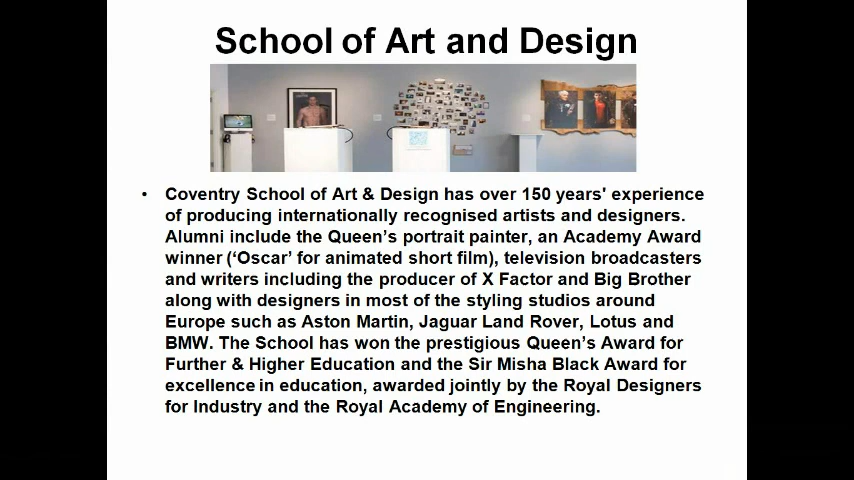 School of Art and Design
• Coventry School of Art & Design has over 150 years' experience
of producing internationally recognised artists and designers.
Alumni include the Queen’s portrait painter, an Academy Award
winner (‘Oscar’ for animated short film), television broadcasters
and writers including the producer of X Factor and Big Brother
along with designers in most of the styling studios around
Europe such as Aston Martin, Jaguar Land Rover, Lotus and
BMW. The School has won the prestigious Queen’s Award for
Further & Higher Education and the Sir Misha Black Award for
excellence in education, awarded jointly by the Royal Designers
for Industry and the Royal Academy of Engineering.